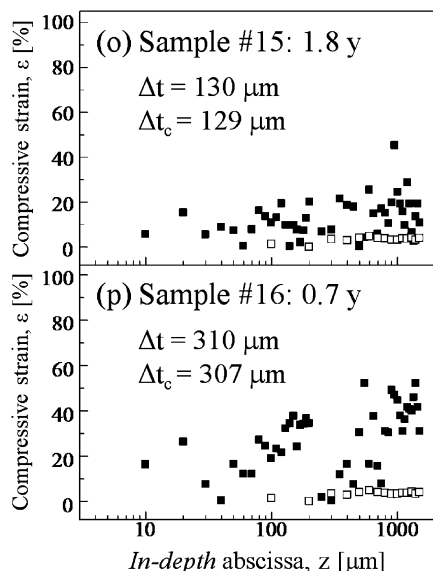 (o) Sample #15: 1.8 y
Δt = 130 μm
Δtc = 129 μm
Compressive strain, ε [%]
100
80
60
40
20
0
(p) Sample #16: 0.7 y
Δt = 310 μm
Δtc = 307 μm
Compressive strain, ε [%]
100
80
60
40
20
0
10 100 1000
In-depth abscissa, z [μm]